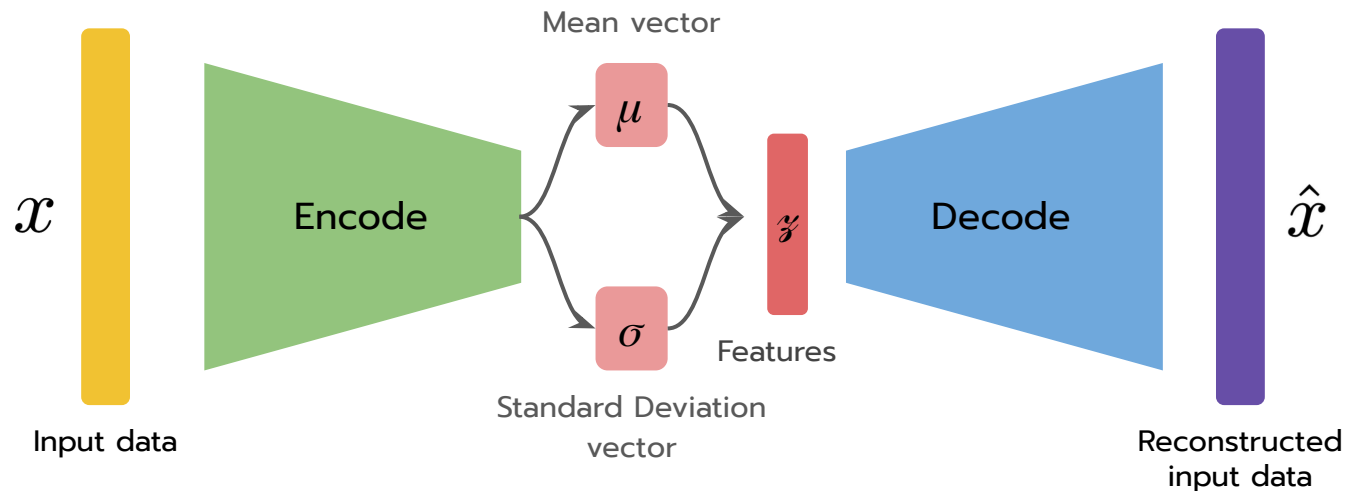 Mean vector
μ
x
Encode
z
Decode
x̂
σ
Features
Standard Deviation
vector
Input data
Reconstructed
input data